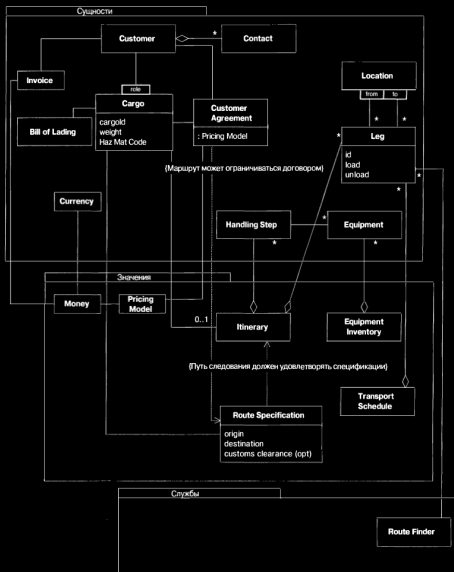 Сущности
Customer
*
Contact
Invoice
Location
role
from
to
Cargo
cargoId
weight
Haz Mat Code
Customer
Agreement
: Pricing Model
*
*
Bill of Lading
*
Leg
id
load
unload
*
*
(Маршрут может ограничиваться договором)
Currency
Handling Step
*
Equipment
*
*
Значения
Money
Pricing
Model
0..1
Itinerary
Equipment
Inventory
(Путь следования должен удовлетворять спецификации)
Transport
Schedule
Route Specification
origin
destination
customs clearance (opt)
Службы
Route Finder